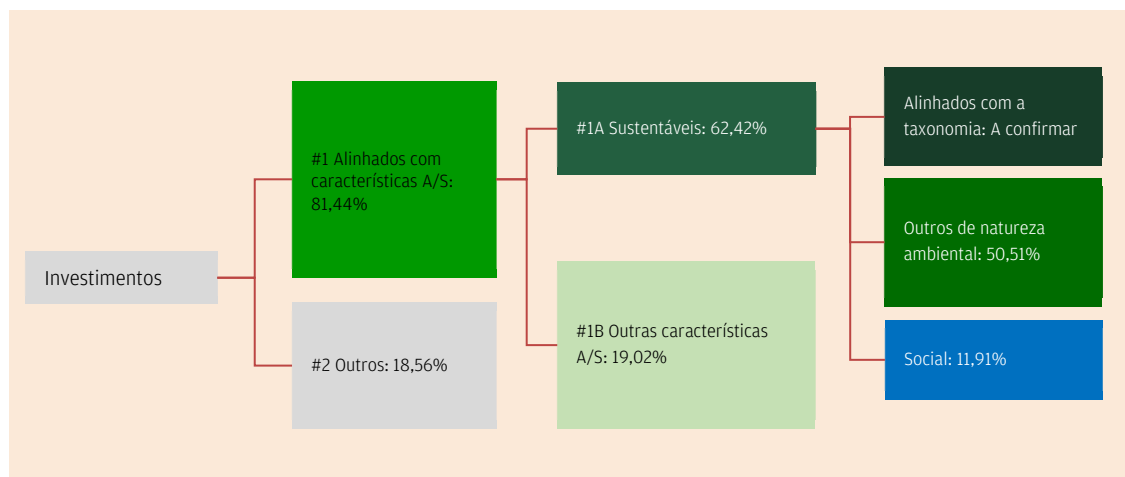 Investimentos
#1 Alinhados com
características A/S:
81,44%
#2 Outros: 18,56%
#1A Sustentáveis: 62,42%
#1B Outras características
A/S: 19,02%
Alinhados com a
taxonomia: A confirmar
Outros de natureza
ambiental: 50,51%
Social: 11,91%